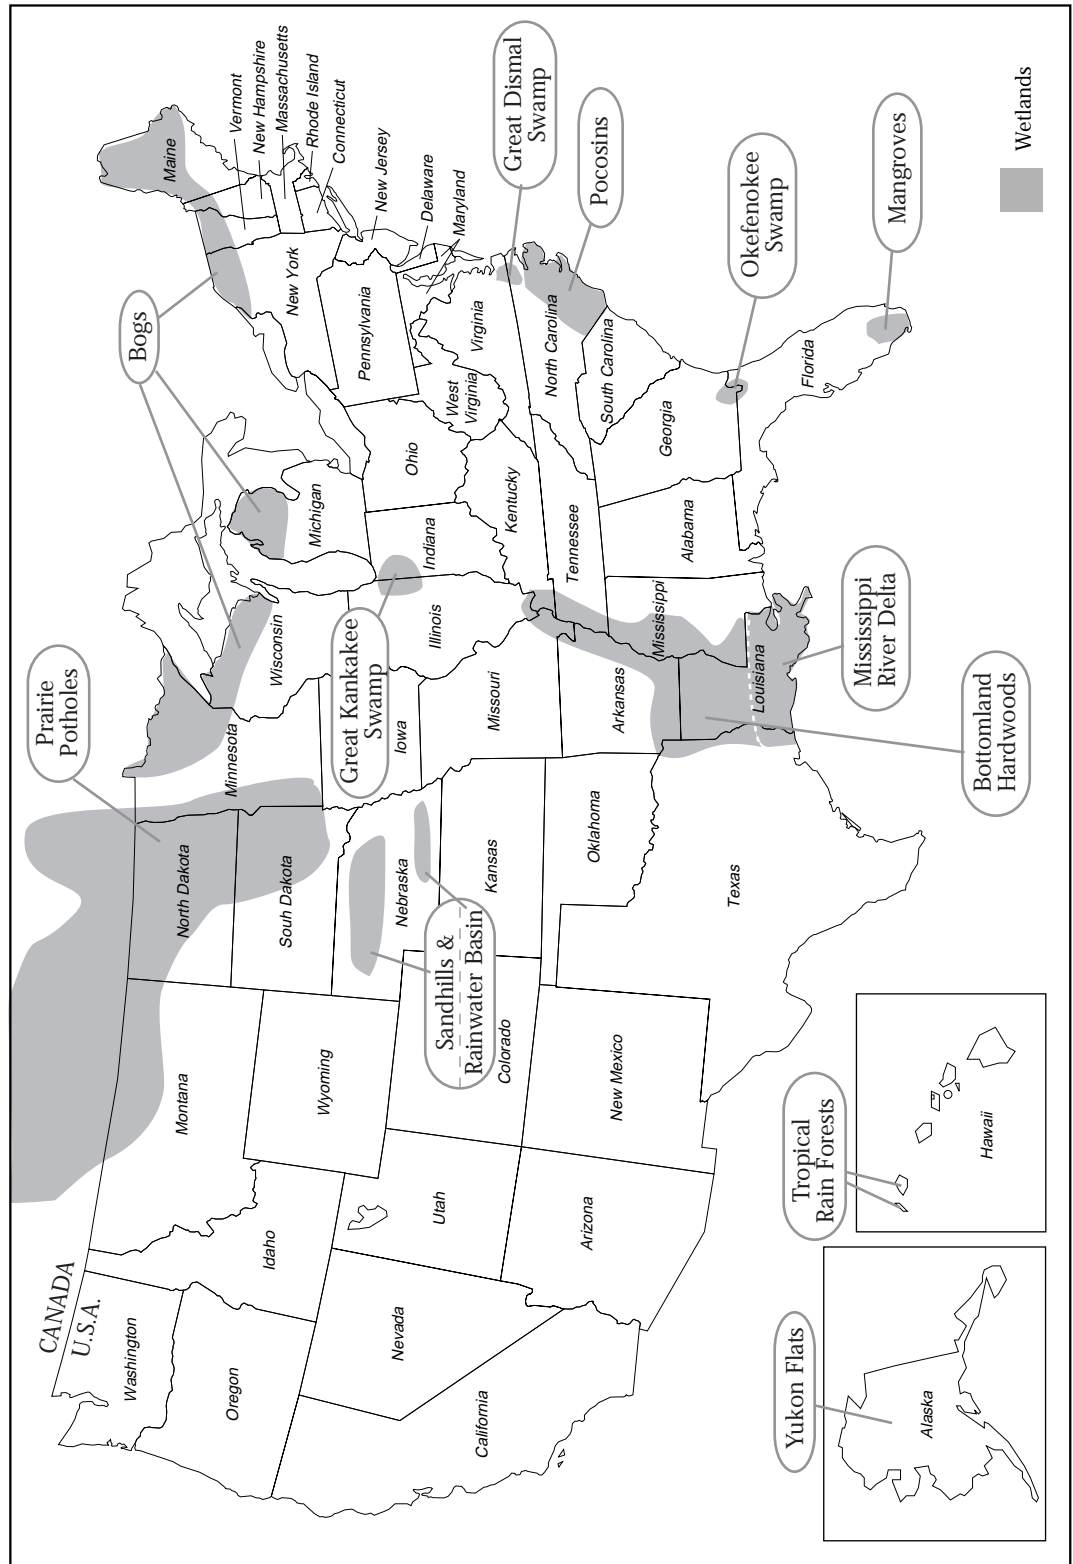 CANADA
U.S.A.
Washington
Oregon
California
Nevada
Idaho
Montana
Wyoming
Utah
Arizona
Colorado
New Mexico
North Dakota
Souh Dakota
Nebraska
Kansas
Oklahoma
Texas
Minnesota
Iowa
Missouri
Arkansas
Louisiana
Wisconsin
Illinois
Michigan
Indiana
Ohio
Kentucky
Tennessee
Mississippi
Alabama
Georgia
Florida
South Carolina
North Carolina
Virginia
West
Virginia
Pennsylvania
New York
Maine
Vermont
New Hampshire
Massachusetts
Rhode Island
Connecticut
New Jersey
Delaware
Maryland
Prairie
Potholes
Bogs
Great Kankakee
Swamp
Sandhills &
Rainwater Basin
Great Dismal
Swamp
Pocosins
Okefenokee
Swamp
Mangroves
Mississippi
River Delta
Bottomland
Hardwoods
Tropical
Rain Forests
Hawaii
Yukon Flats
Alaska
Wetlands